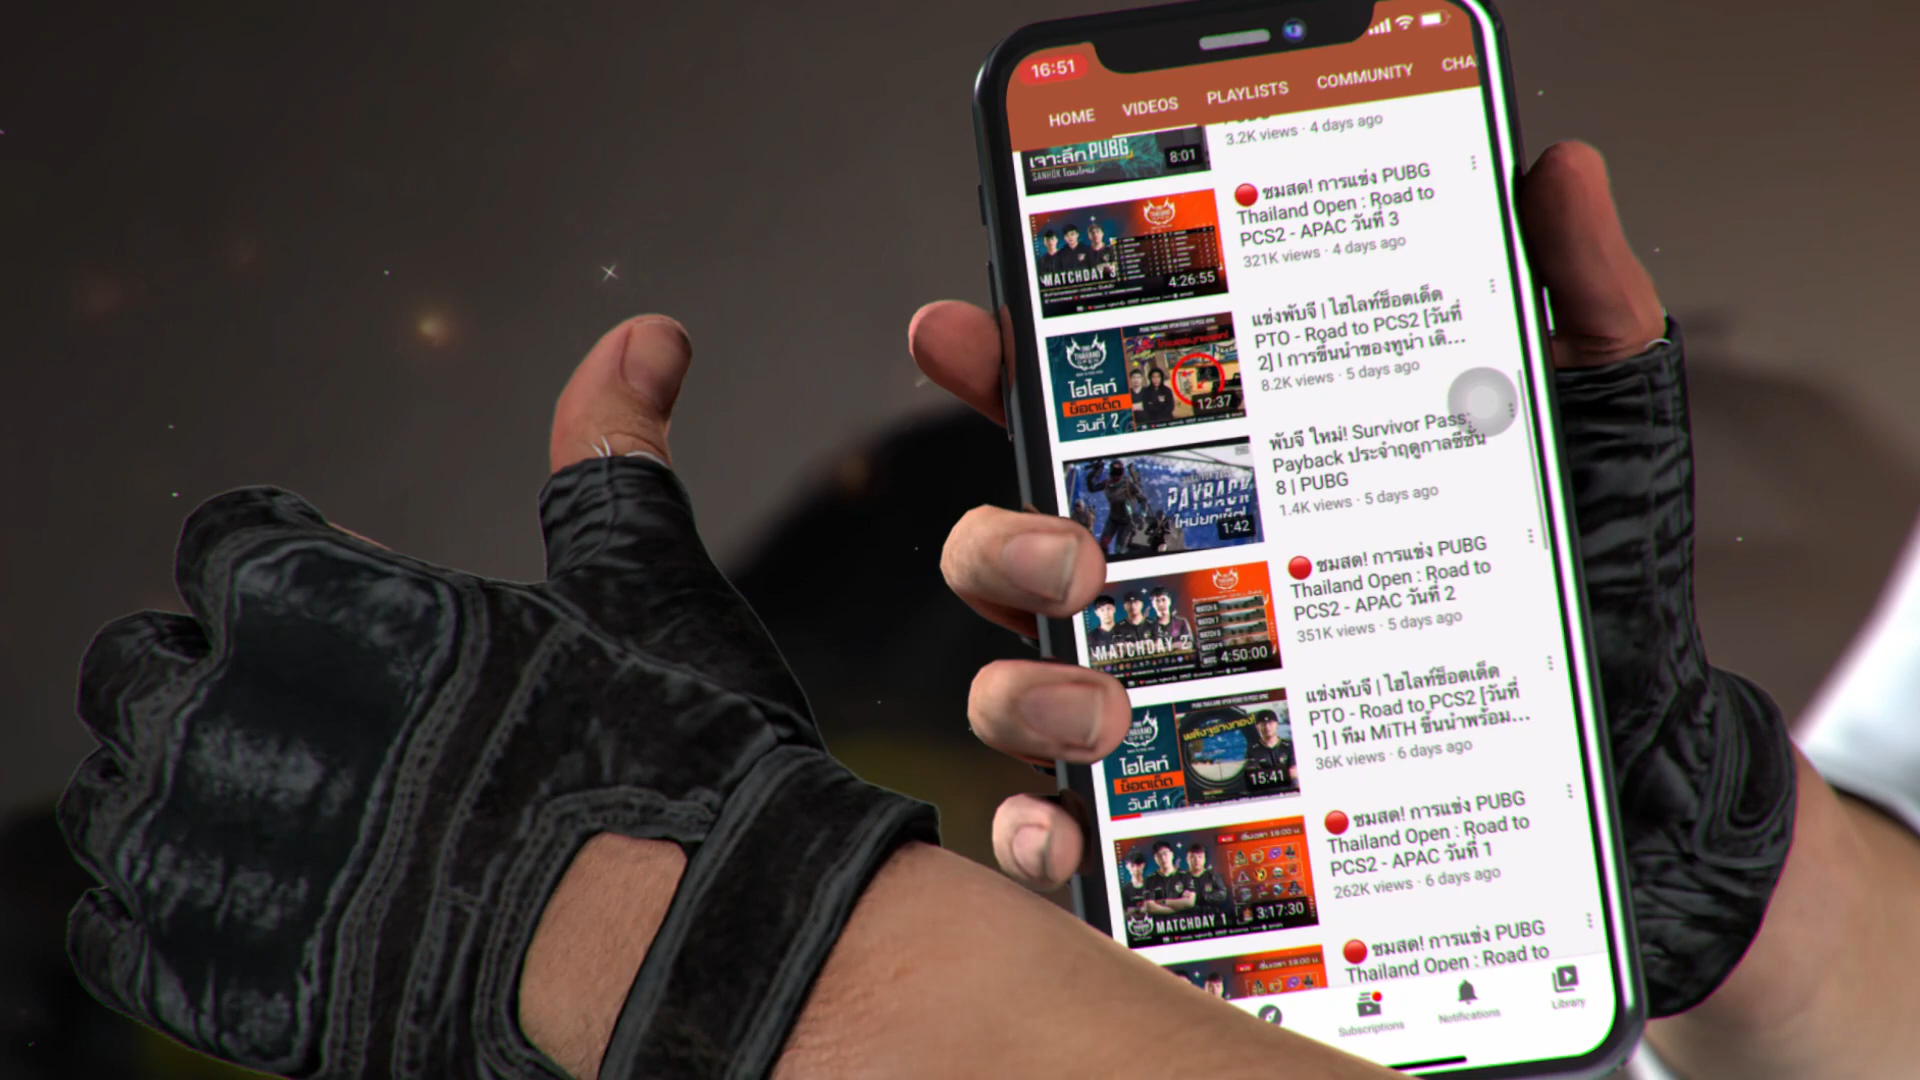 16:51
HOME VIDEOS PLAYLISTS COMMUNITY CHA
3.2K views · 4 days ago
เจาะลึก PUBG
SANHOK โฉมใหม่
8:01
🔴 ชมสด! การแข่ง PUBG
Thailand Open : Road to
PCS2 - APAC วันที่ 3
321K views · 4 days ago
MATCHDAY 3
4:26:55
แข่งพับจี | ไฮไลท์ช็อตเด็ด
PTO - Road to PCS2 [วันที่
2] | การขึ้นนำของทูน่า เดิ...
8.2K views · 5 days ago
ไฮไลท์
ช็อตเด็ด
วันที่ 2
12:37
พับจี ใหม่! Survivor Pass:
Payback ประจำฤดูกาลซีซั่น
8 | PUBG
1.4K views · 5 days ago
PAYBACK
1:42
🔴 ชมสด! การแข่ง PUBG
Thailand Open : Road to
PCS2 - APAC วันที่ 2
351K views · 5 days ago
MATCHDAY 2
4:50:00
แข่งพับจี | ไฮไลท์ช็อตเด็ด
PTO - Road to PCS2 [วันที่
1] | ทีม MiTH ขึ้นนำพร้อม...
36K views · 6 days ago
ไฮไลท์
ช็อตเด็ด
วันที่ 1
15:41
🔴 ชมสด! การแข่ง PUBG
Thailand Open : Road to
PCS2 - APAC วันที่ 1
262K views · 6 days ago
MATCHDAY 1
3:17:30
🔴 ชมสด! การแข่ง PUBG
Thailand Open : Road to
Subscriptions Notifications Library